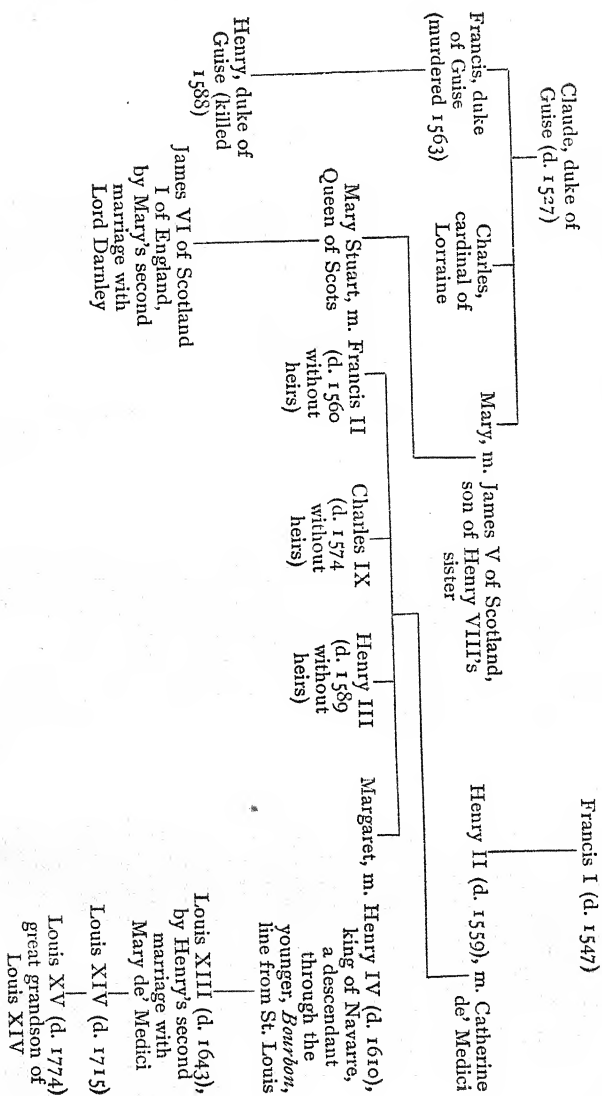 Claude, duke of
Guise (d. 1527)
Francis I (d. 1547)
Francis, duke
of Guise
(murdered 1563)
Charles,
cardinal of
Lorraine
Mary, m. James V of Scotland,
son of Henry VIII's
sister
Henry II (d. 1559), m. Catherine
de' Medici
Henry, duke of
Guise (killed
1588)
Mary Stuart, m. Francis II
Queen of Scots (d. 1560
without
heirs)
Charles IX
(d. 1574
without
heirs)
Henry III
(d. 1589
without
heirs)
Margaret, m. Henry IV (d. 1610),
king of Navarre,
a descendant
through the
younger, Bourbon,
line from St. Louis
James VI of Scotland
I of England,
by Mary's second
marriage with
Lord Darnley
Louis XIII (d. 1643),
by Henry's second
marriage with
Mary de' Medici
Louis XIV (d. 1715)
Louis XV (d. 1774)
great grandson of
Louis XIV